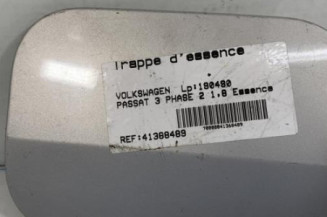 Trappe d'essence
VOLKSWAGEN Lp:190480
PASSAT 3 PHASE 2 1.8 Essence
REF:41368489